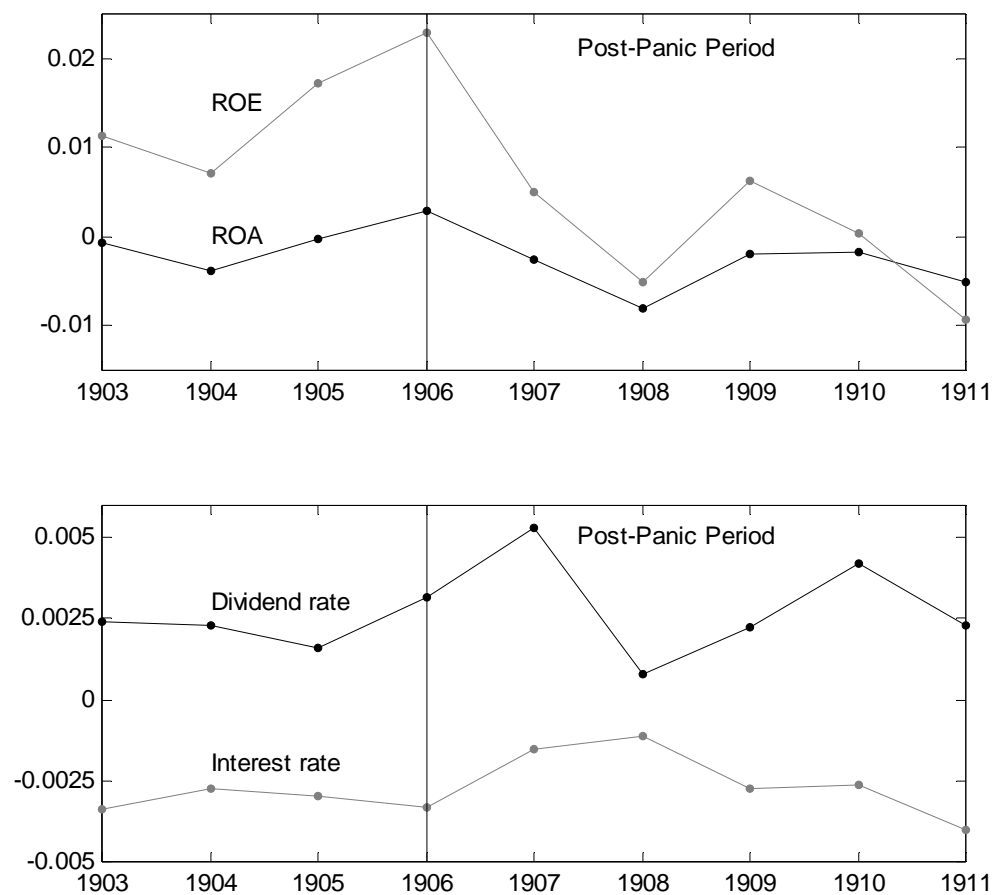 0.02
Post-Panic Period
ROE
0.01
0
ROA
-0.01
1903 1904 1905 1906 1907 1908 1909 1910 1911
0.005
Post-Panic Period
Dividend rate
0.0025
0
Interest rate
-0.0025
-0.005
1903 1904 1905 1906 1907 1908 1909 1910 1911